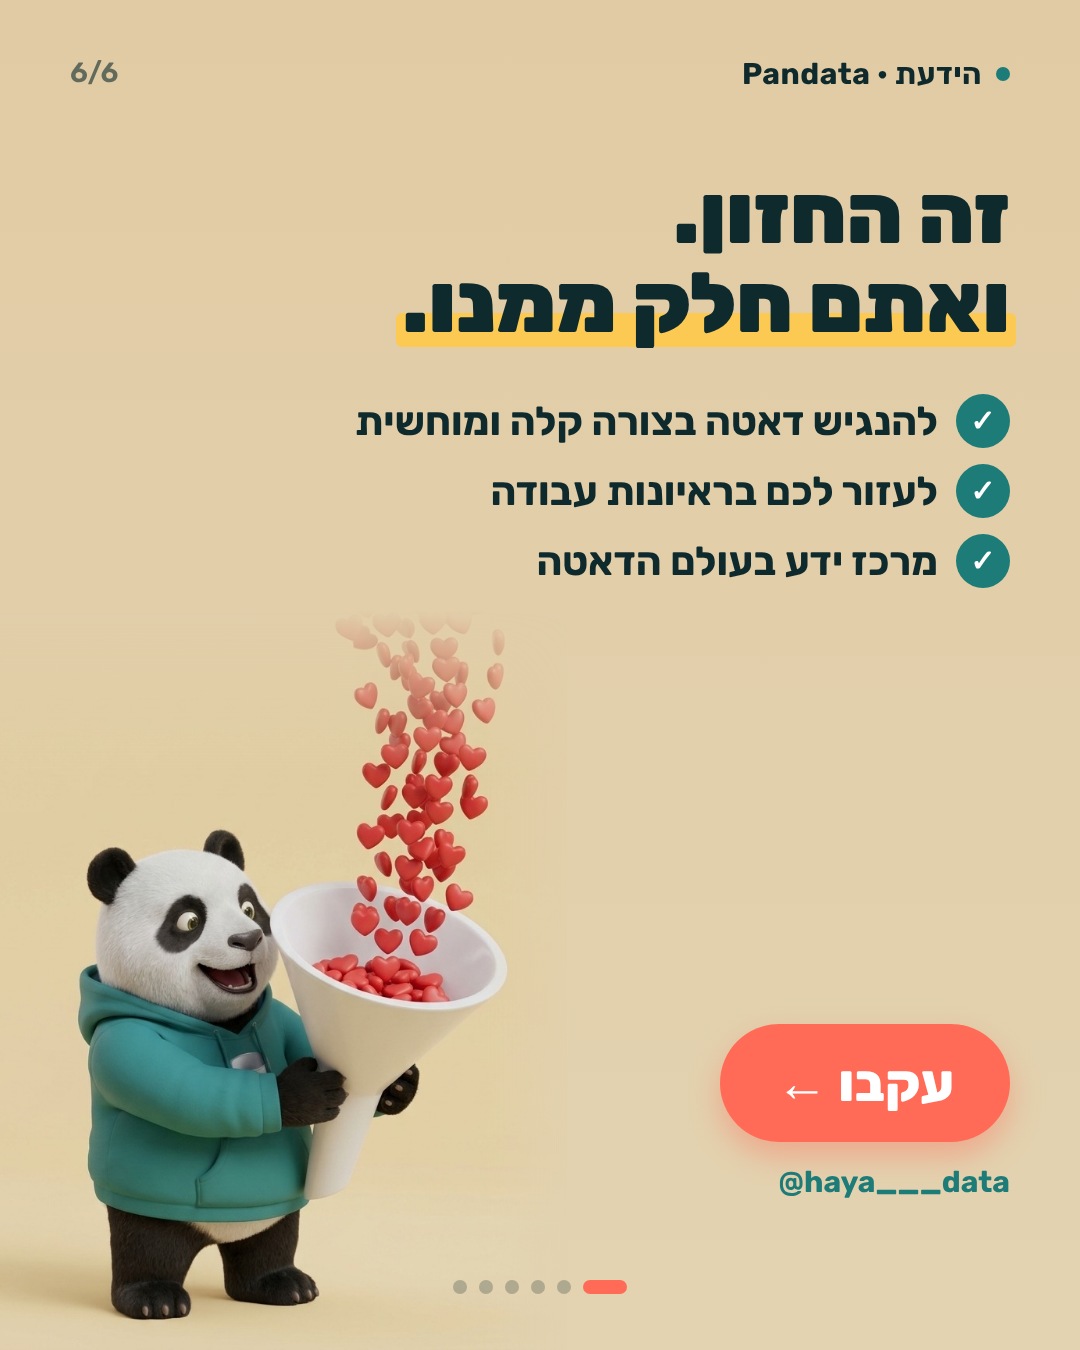 הידעת • Pandata
6/6
זה החזון.
ואתם חלק ממנו.
✓ להנגיש דאטה בצורה קלה ומוחשית
✓ לעזור לכם בראיונות עבודה
✓ מרכז ידע בעולם הדאטה
עקבו ←
@haya___data